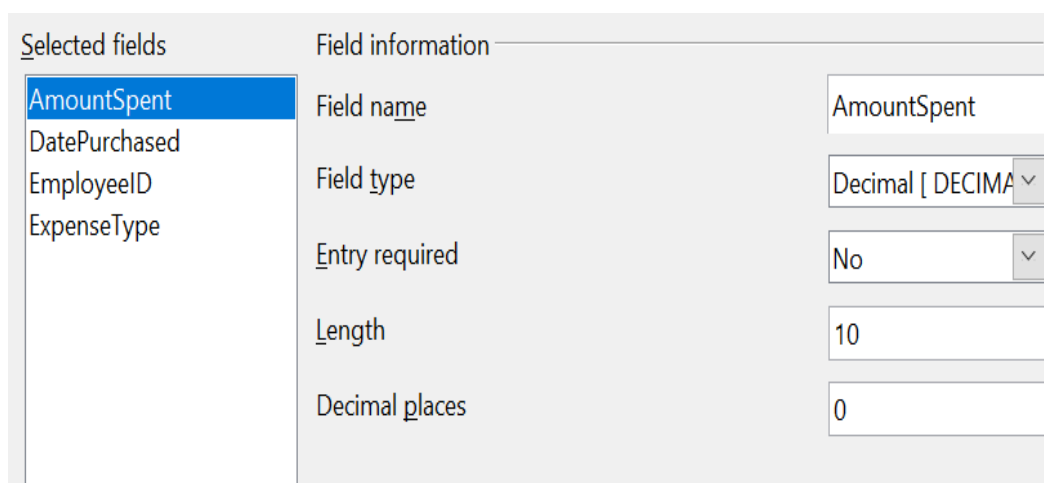 Selected fields
AmountSpent
DatePurchased
EmployeeID
ExpenseType
Field information
Field name AmountSpent
Field type Decimal [ DECIMA
Entry required No
Length 10
Decimal places 0